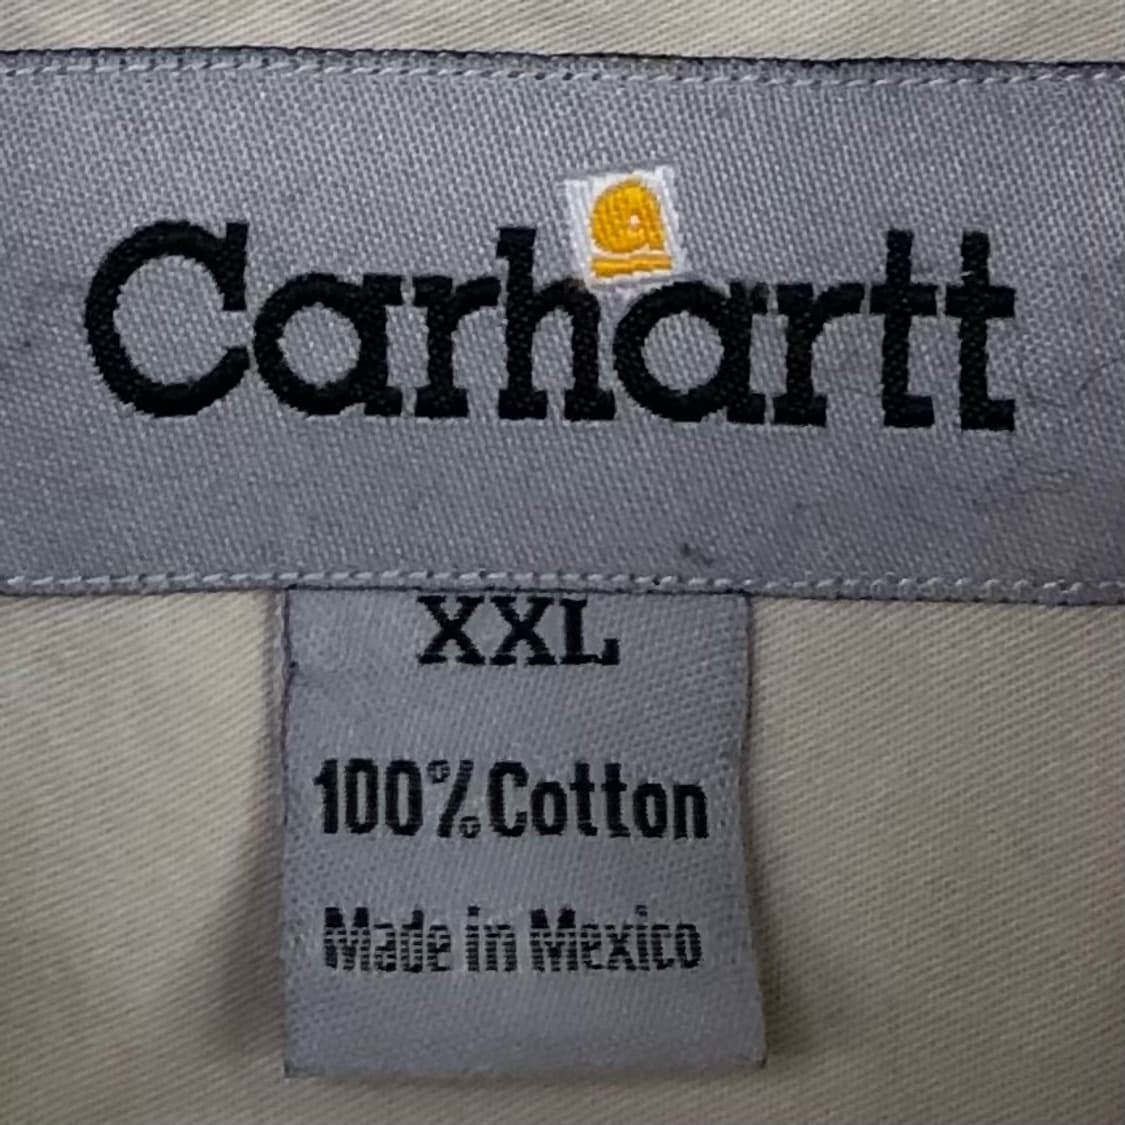 Carhartt
XXL
100% Cotton
Made in Mexico